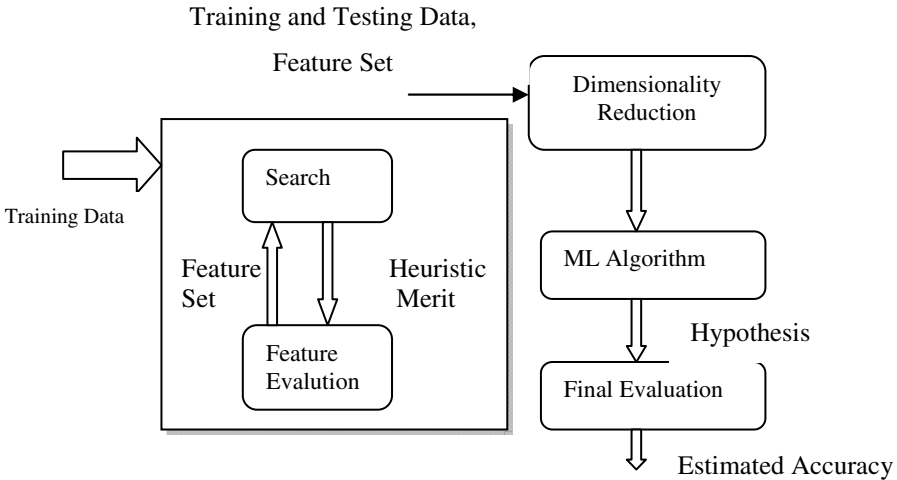 Training and Testing Data,
Feature Set
Dimensionality
Reduction
Training Data
Search
Feature
Set
Heuristic
Merit
Feature
Evalution
ML Algorithm
Hypothesis
Final Evaluation
Estimated Accuracy